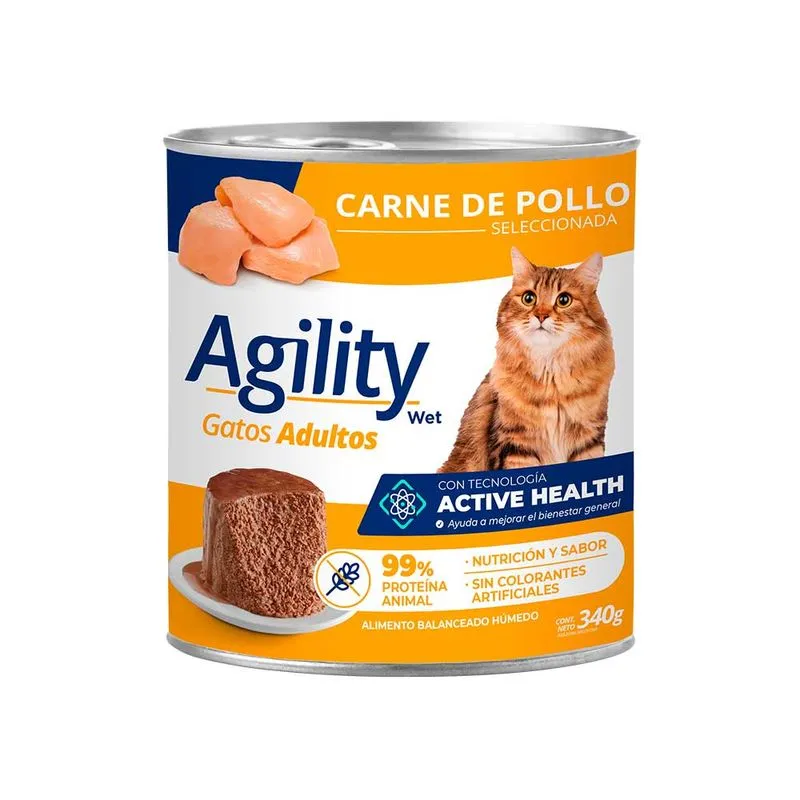 CARNE DE POLLO
SELECCIONADA
Agility
Wet
Gatos Adultos
CON TECNOLOGÍA
ACTIVE HEALTH
Ayuda a mejorar el bienestar general
99%
PROTEÍNA
ANIMAL
· NUTRICIÓN Y SABOR
· SIN COLORANTES
ARTIFICIALES
ALIMENTO BALANCEADO HÚMEDO
CONT.
NETO
340g